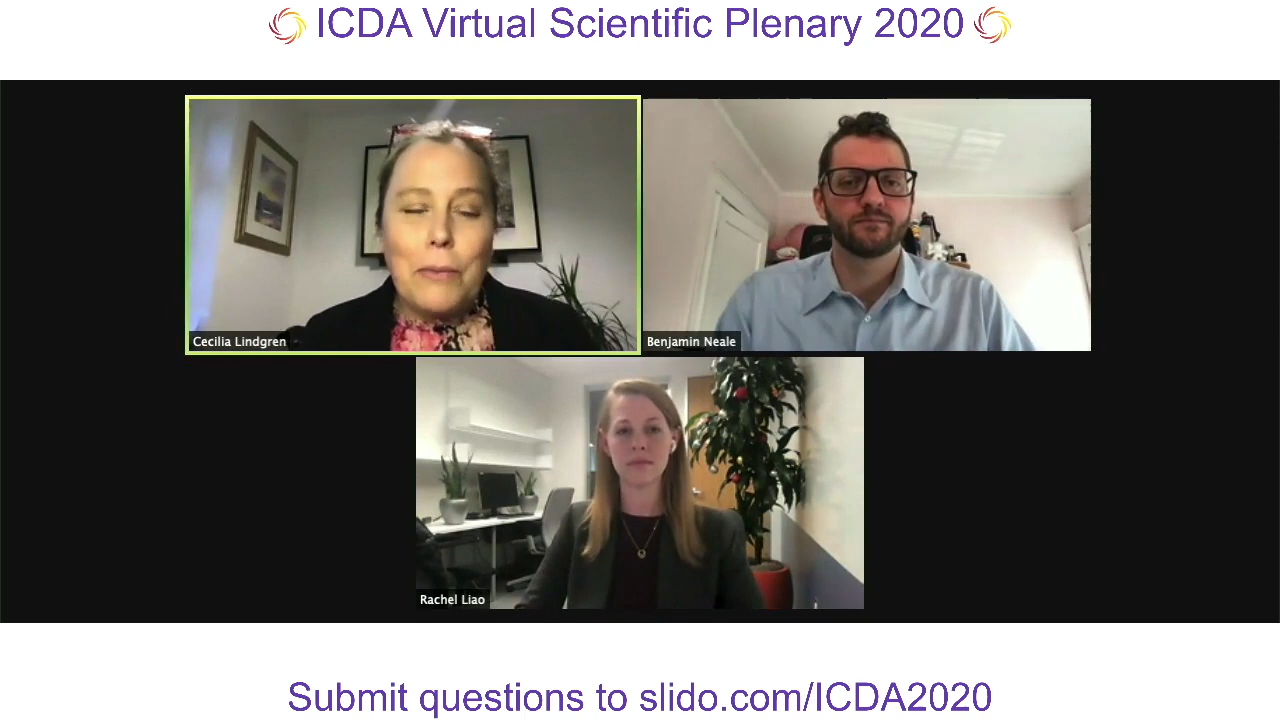 ICDA Virtual Scientific Plenary 2020
Cecilia Lindgren
Benjamin Neale
Rachel Liao
Submit questions to slido.com/ICDA2020